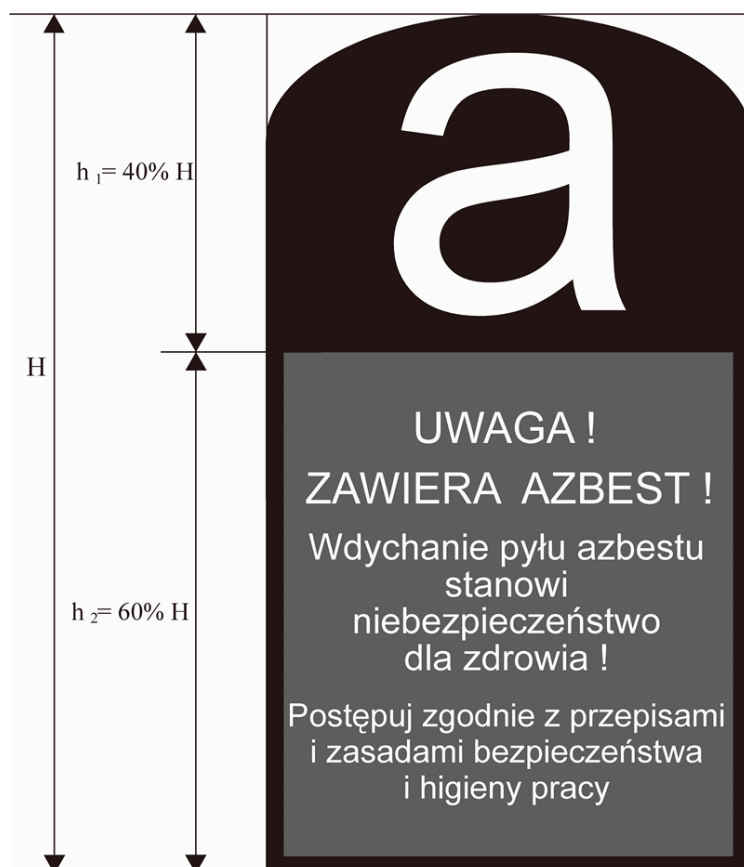 a
h 1= 40% H
H
UWAGA !
ZAWIERA AZBEST !
Wdychanie pyłu azbestu
stanowi
niebezpieczeństwo
dla zdrowia !
h 2= 60% H
Postępuj zgodnie z przepisami
i zasadami bezpieczeństwa
i higieny pracy